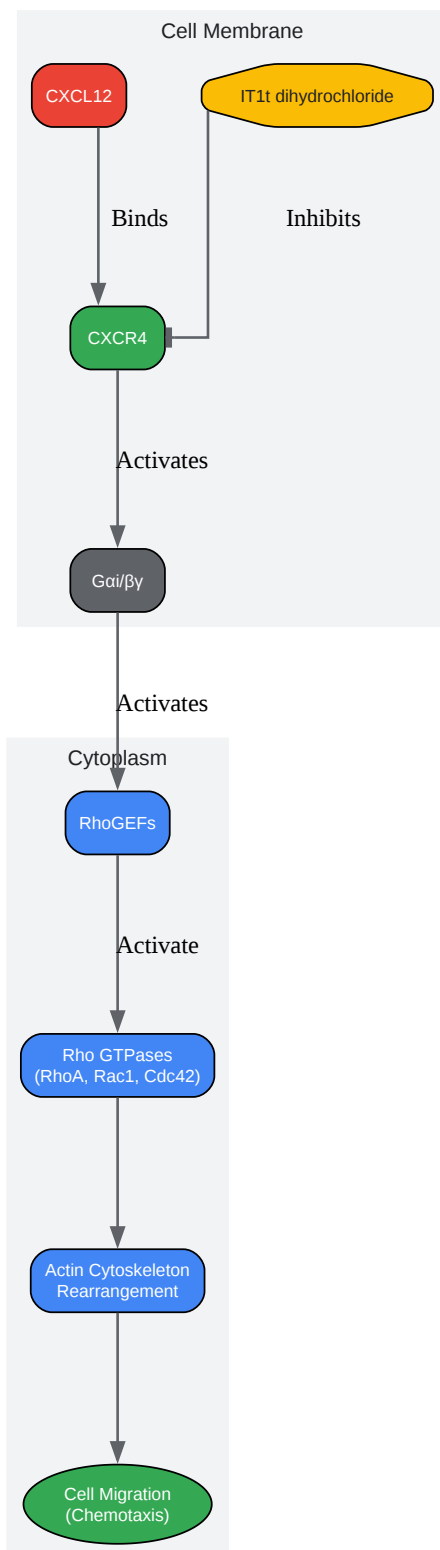 Cell Membrane
CXCL12
IT1t dihydrochloride
Binds
Inhibits
CXCR4
Activates
Gαi/βγ
Activates
Cytoplasm
RhoGEFs
Activate
Rho GTPases
(RhoA, Rac1, Cdc42)
Actin Cytoskeleton
Rearrangement
Cell Migration
(Chemotaxis)